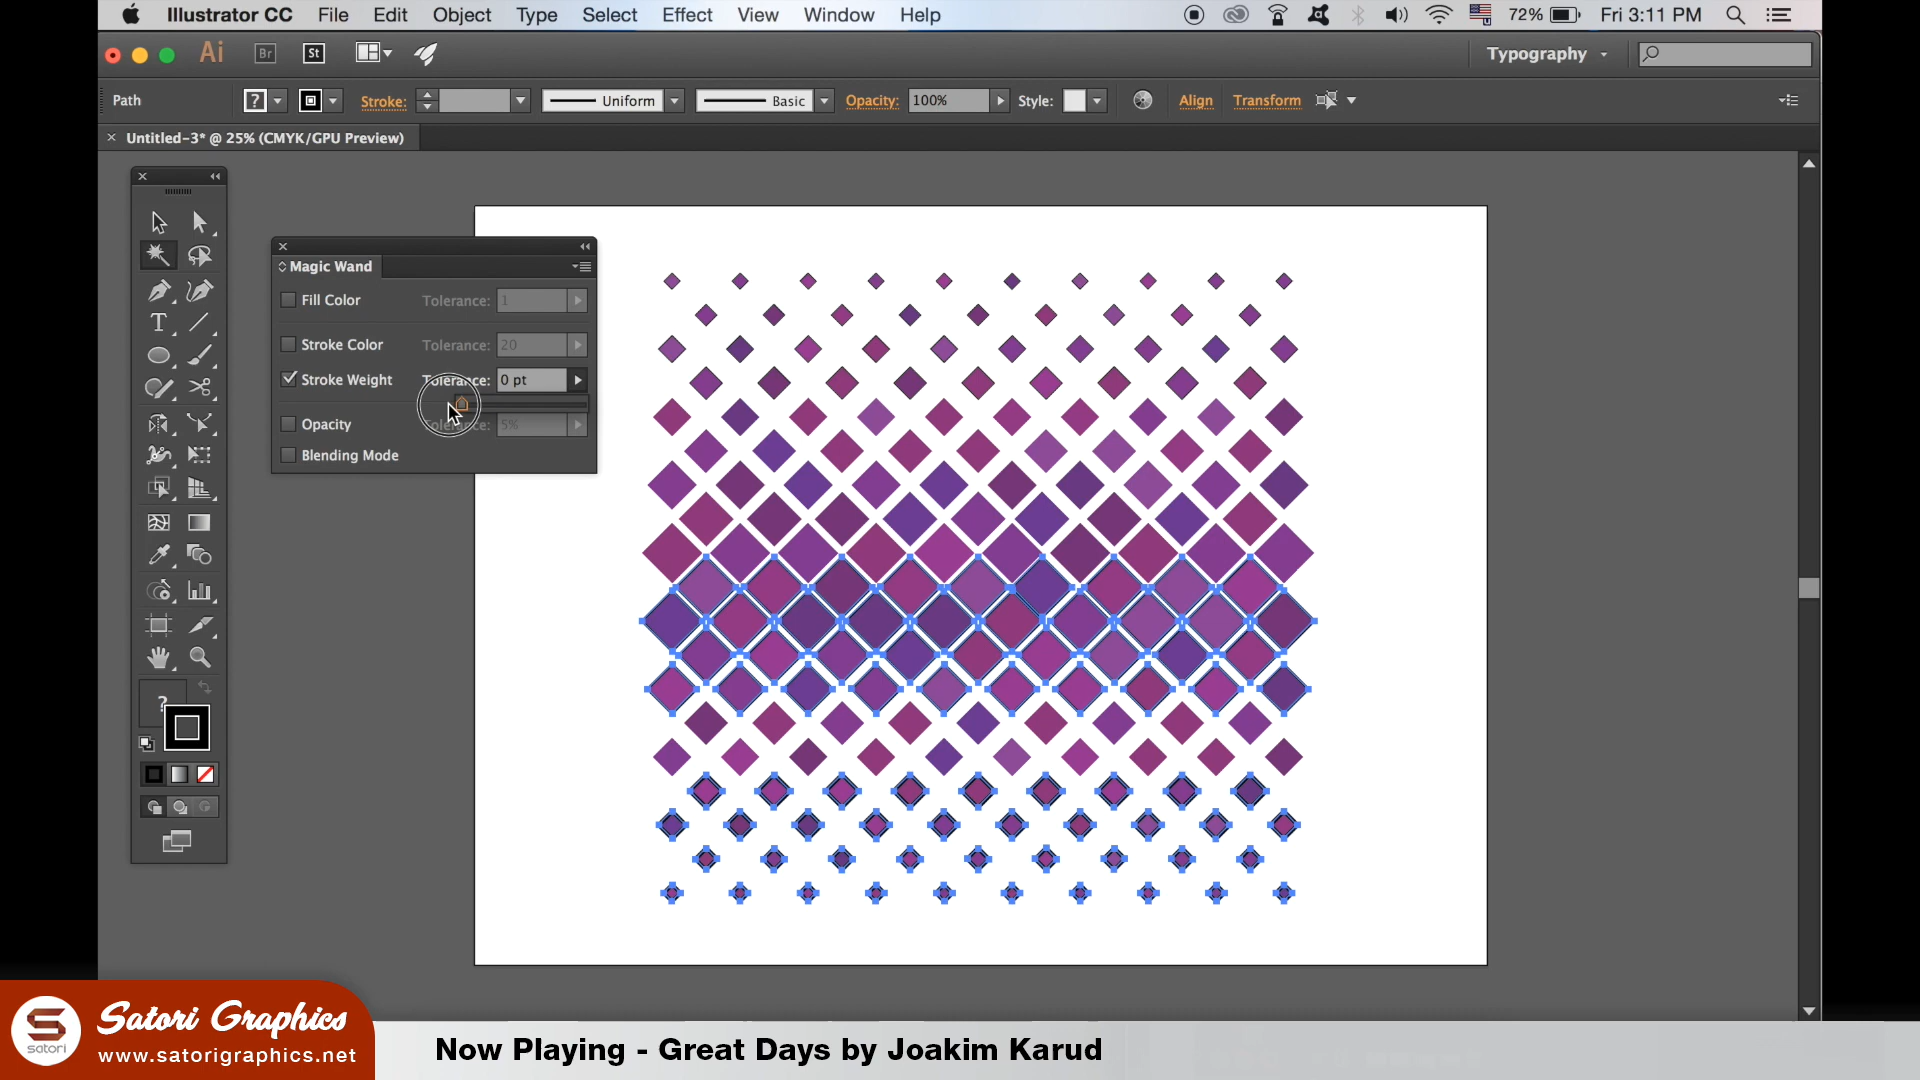 Illustrator CC File Edit Object Type Select Effect View Window Help 72% Fri 3:11 PM
Ai Br St Typography
Path ? Stroke: Uniform Basic Opacity: 100% Style: Align Transform
Untitled-3* @ 25% (CMYK/GPU Preview)
Magic Wand
Fill Color Tolerance: 1
Stroke Color Tolerance: 20
Stroke Weight Tolerance: 0 pt
Opacity Tolerance: 5%
Blending Mode
T
?
Satori Graphics
satori
www.satorigraphics.net
Now Playing - Great Days by Joakim Karud